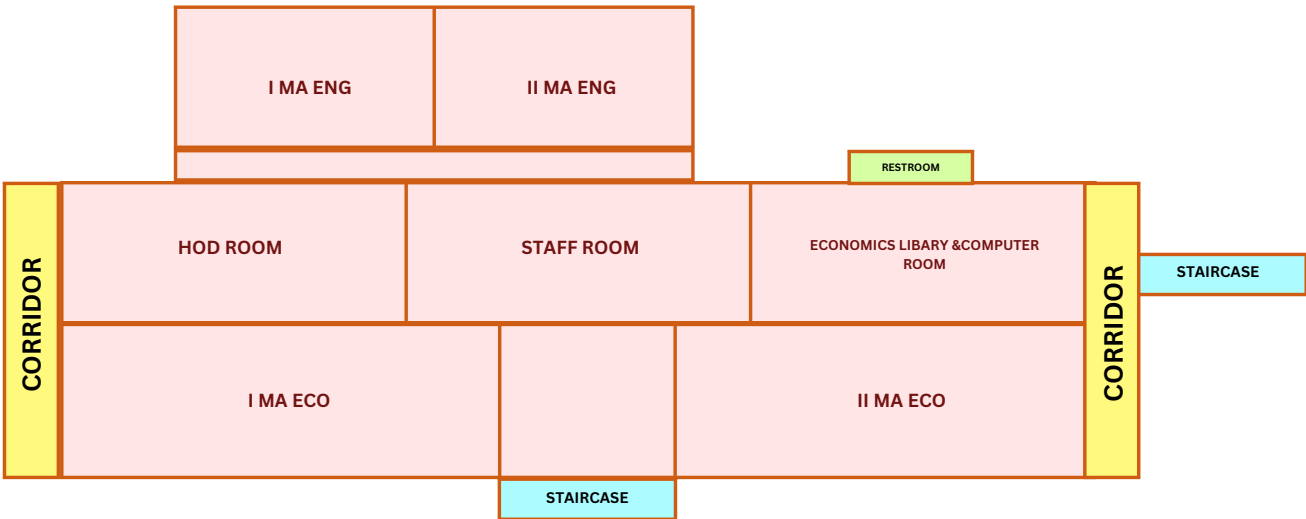 I MA ENG
II MA ENG
RESTROOM
HOD ROOM
STAFF ROOM
ECONOMICS LIBARY &COMPUTER
ROOM
STAIRCASE
CORRIDOR
CORRIDOR
I MA ECO
II MA ECO
STAIRCASE